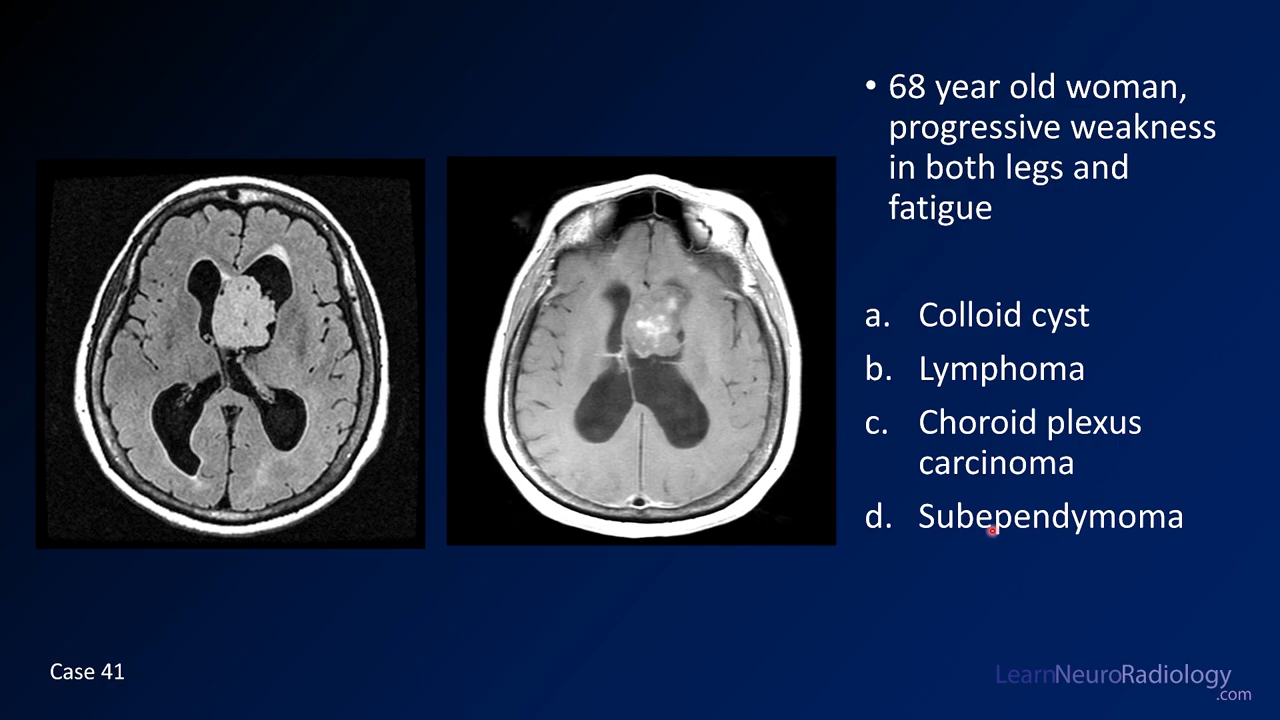 • 68 year old woman,
progressive weakness
in both legs and
fatigue
a. Colloid cyst
b. Lymphoma
c. Choroid plexus
carcinoma
d. Subependymoma
Case 41
LearnNeuroRadiology
.com